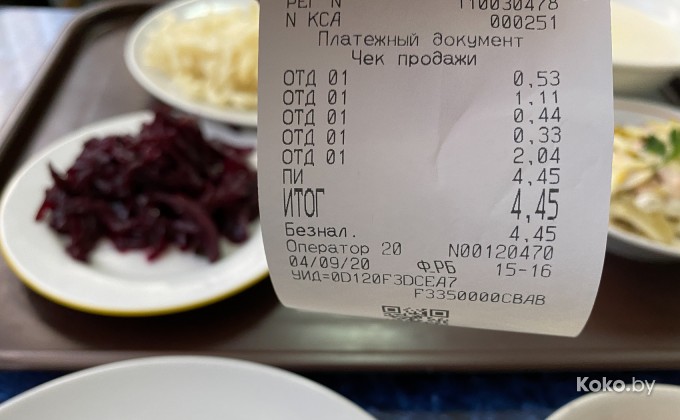 РЕГ N 110030478
N КСА 000251
Платежный документ
Чек продажи
ОТД 01 0,53
ОТД 01 1,11
ОТД 01 0,44
ОТД 01 0,33
ОТД 01 2,04
ПИ 4,45
ИТОГ 4,45
Безнал. 4,45
Оператор 20 N00120470
04/09/20 Ф.РБ 15-16
УИД=0D120F3DCEA7
F3350000CBAB
Koko.by